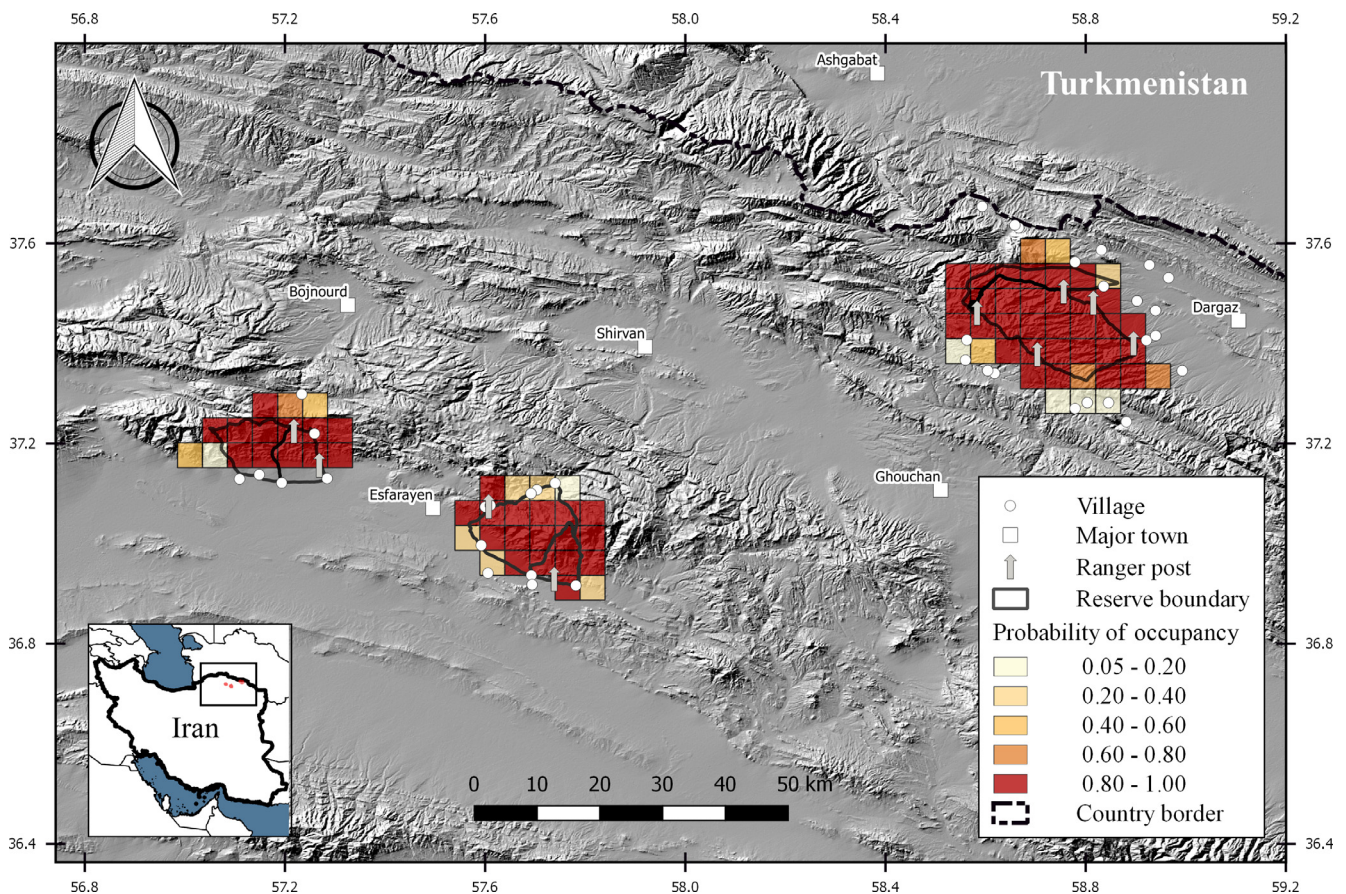 56.8 57.2 57.6 58.0 58.4 58.8 59.2
Ashgabat
Turkmenistan
37.6 37.6
Bojnourd
Dargaz
Shirvan
37.2 37.2
Ghouchan
Esfarayen
Village
Major town
Ranger post
Reserve boundary
Probability of occupancy
36.8 36.8
0.05 - 0.20
0.20 - 0.40
0.40 - 0.60
0.60 - 0.80
0.80 - 1.00
Country border
Iran
0 10 20 30 40 50 km
36.4 36.4
56.8 57.2 57.6 58.0 58.4 58.8 59.2